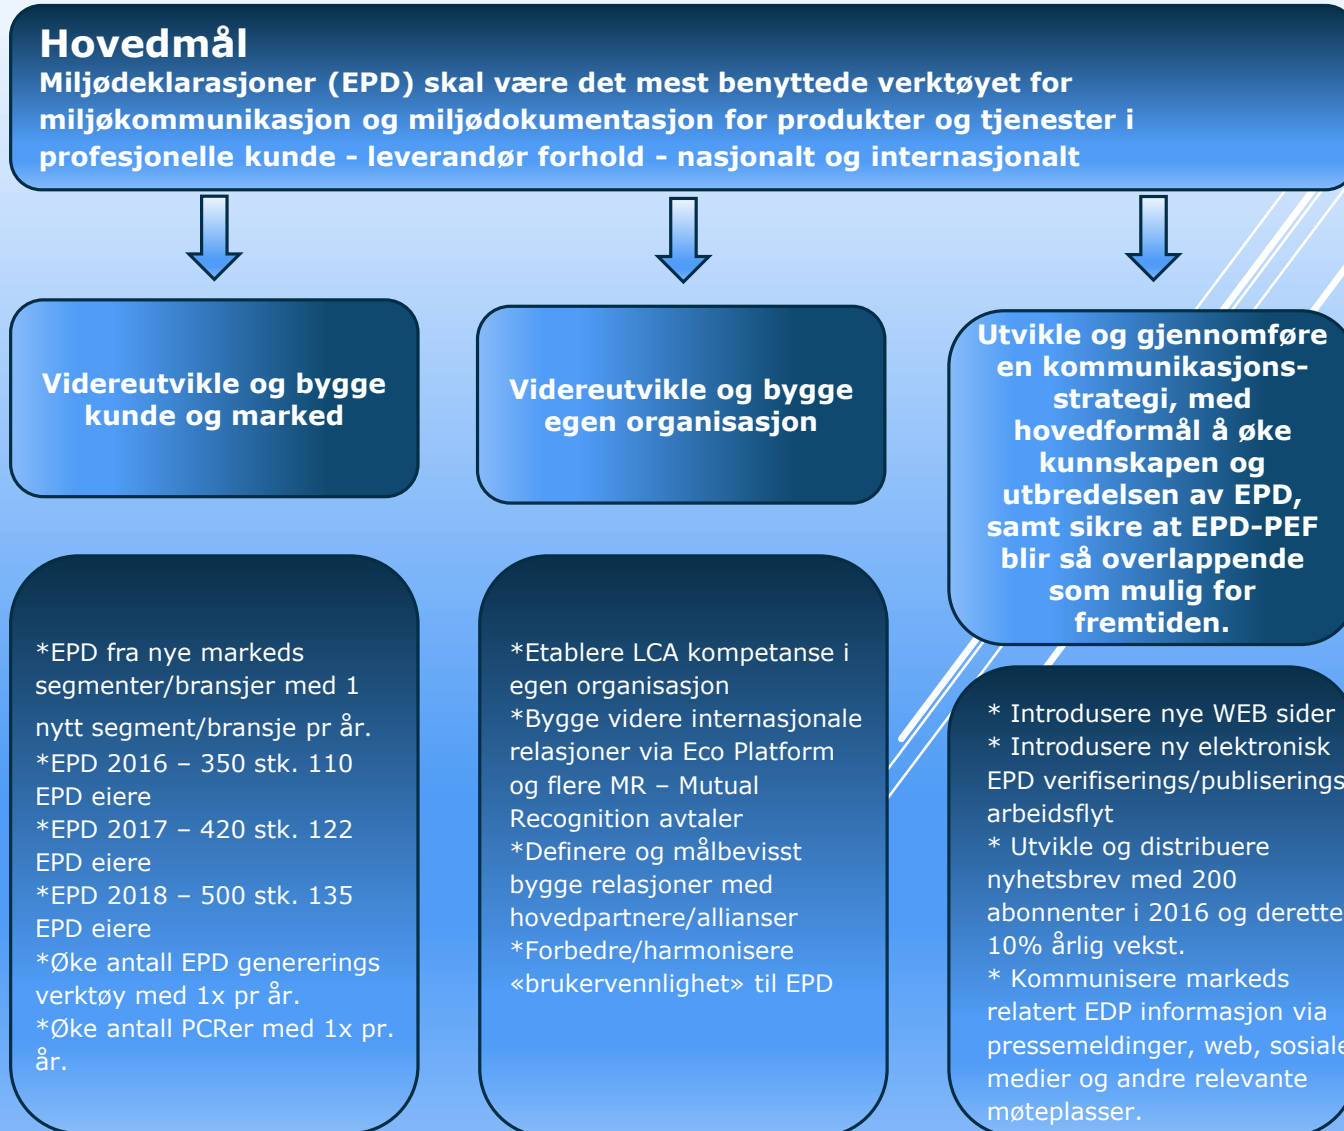 Hovedmål
Miljødeklarasjoner (EPD) skal være det mest benyttede verktøyet for
miljøkommunikasjon og miljødokumentasjon for produkter og tjenester i
profesjonelle kunde - leverandør forhold - nasjonalt og internasjonalt
Videreutvikle og bygge
kunde og marked
*EPD fra nye markeds
segmenter/bransjer med 1
nytt segment/bransje pr år.
*EPD 2016 – 350 stk. 110
EPD eiere
*EPD 2017 – 420 stk. 122
EPD eiere
*EPD 2018 – 500 stk. 135
EPD eiere
*Øke antall EPD genererings
verktøy med 1x pr år.
*Øke antall PCRer med 1x pr.
år.
Videreutvikle og bygge
egen organisasjon
*Etablere LCA kompetanse i
egen organisasjon
*Bygge videre internasjonale
relasjoner via Eco Platform
og flere MR – Mutual
Recognition avtaler
*Definere og målbevisst
bygge relasjoner med
hovedpartnere/allianser
*Forbedre/harmonisere
«brukervennlighet» til EPD
Utvikle og gjennomføre
en kommunikasjons-
strategi, med
hovedformål å øke
kunnskapen og
utbredelsen av EPD,
samt sikre at EPD-PEF
blir så overlappende
som mulig for
fremtiden.
* Introdusere nye WEB sider
* Introdusere ny elektronisk
EPD verifiserings/publiserings
arbeidsflyt
* Utvikle og distribuere
nyhetsbrev med 200
abonnenter i 2016 og derette
10% årlig vekst.
* Kommunisere markeds
relatert EDP informasjon via
pressemeldinger, web, sosiale
medier og andre relevante
møteplasser.